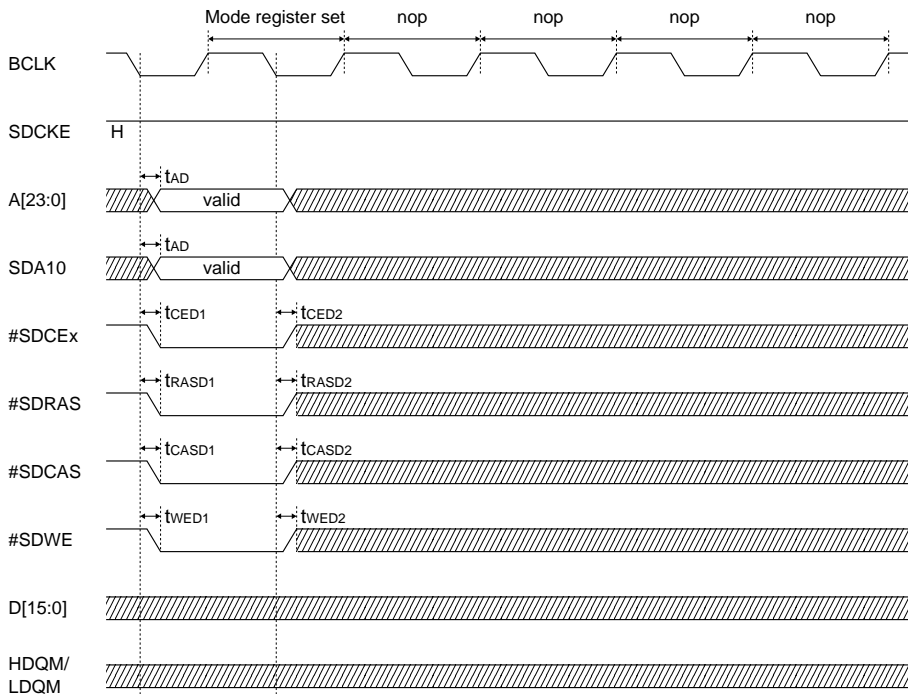 Mode register set nop nop nop nop
BCLK
SDCKE H
tAD
A[23:0] valid
tAD
SDA10 valid
tCED1 tCED2
#SDCEx
tRASD1 tRASD2
#SDRAS
tCASD1 tCASD2
#SDCAS
tWED1 tWED2
#SDWE
D[15:0]
HDQM/
LDQM